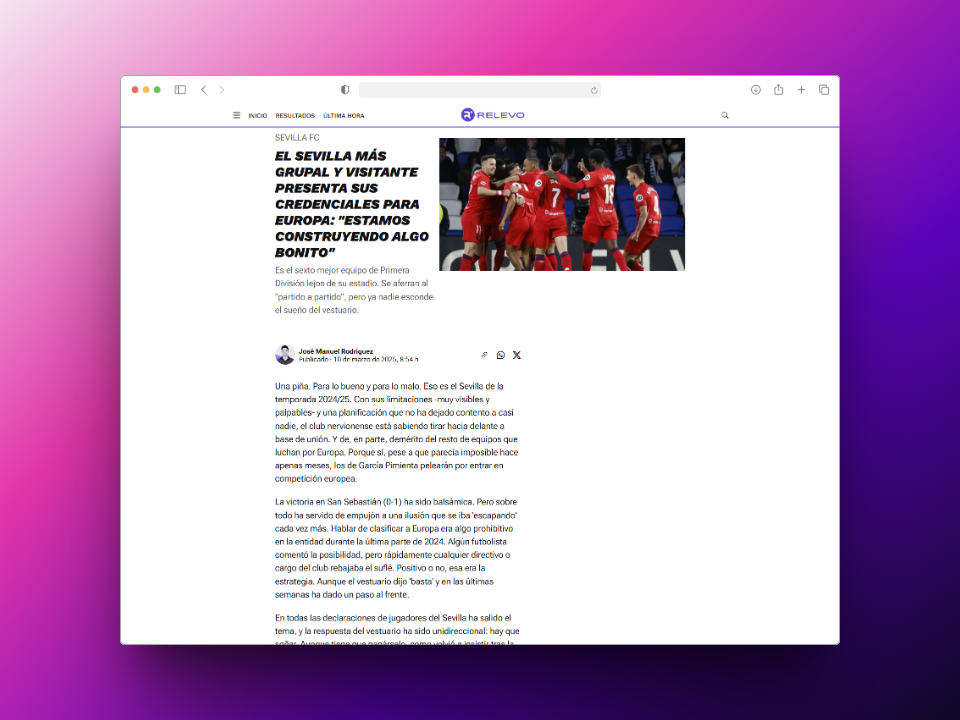 INICIO RESULTADOS ÚLTIMA HORA
RELEVO
SEVILLA FC
EL SEVILLA MÁS
GRUPAL Y VISITANTE
PRESENTA SUS
CREDENCIALES PARA
EUROPA: "ESTAMOS
CONSTRUYENDO ALGO
BONITO"
Es el sexto mejor equipo de Primera
División lejos de su estadio. Se aferran al
"partido a partido", pero ya nadie esconde
el sueño del vestuario.
José Manuel Rodríguez
Publicado · 10 de marzo de 2025, 8:54 h
Una piña. Para lo bueno y para lo malo. Eso es el Sevilla de la
temporada 2024/25. Con sus limitaciones -muy visibles y
palpables- y una planificación que no ha dejado contento a casi
nadie, el club nervionense está sabiendo tirar hacia delante a
base de unión. Y de, en parte, demérito del resto de equipos que
luchan por Europa. Porque sí, pese a que parecía imposible hace
apenas meses, los de García Pimienta pelearán por entrar en
competición europea.
La victoria en San Sebastián (0-1) ha sido balsámica. Pero sobre
todo ha servido de empujón a una ilusión que se iba 'escapando'
cada vez más. Hablar de clasificar a Europa era algo prohibitivo
en la entidad durante la última parte de 2024. Algún futbolista
comentó la posibilidad, pero rápidamente cualquier directivo o
cargo del club rebajaba el suflé. Positivo o no, esa era la
estrategia. Aunque el vestuario dijo 'basta' y en las últimas
semanas ha dado un paso al frente.
En todas las declaraciones de jugadores del Sevilla ha salido el
tema, y la respuesta del vestuario ha sido unidireccional: hay que
soñar. Aunque tiene que ganárselo, como volvió a insistir tras la
7
18